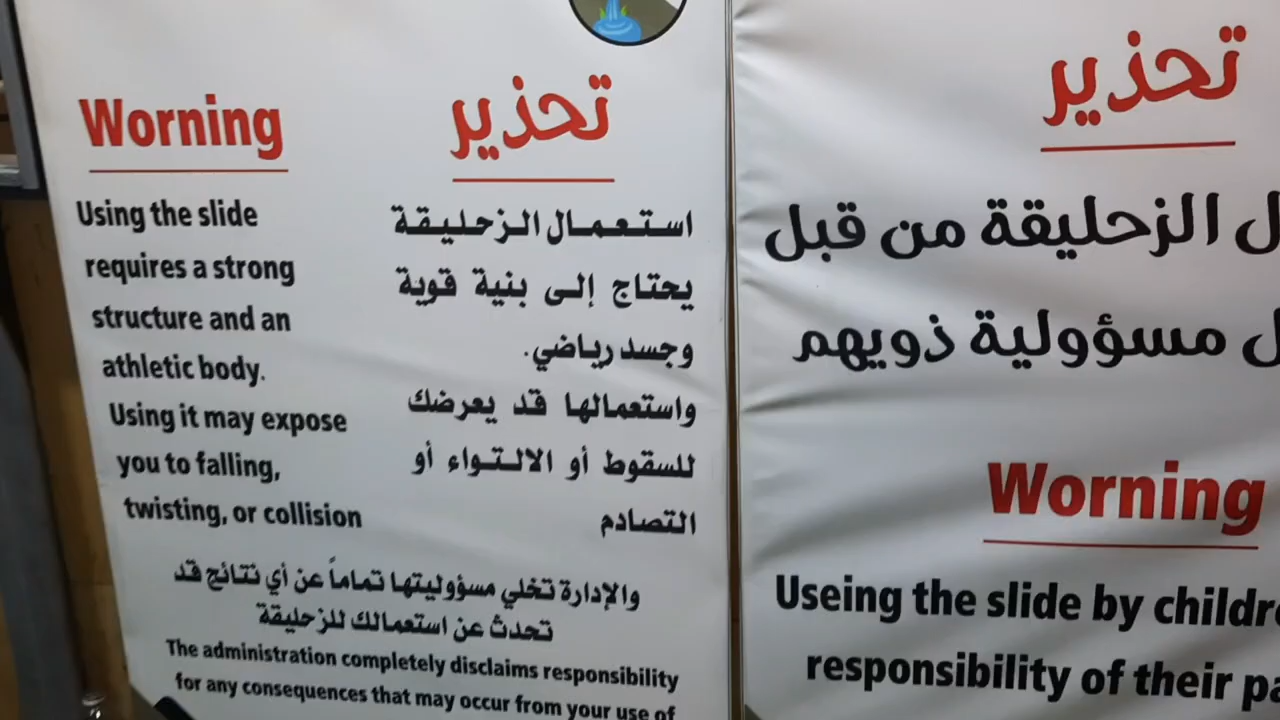 Worning
Using the slide
requires a strong
structure and an
athletic body.
Using it may expose
you to falling,
twisting, or collision
تحذير
استعمال الزحليقة
يحتاج إلى بنية قوية
وجسد رياضي.
واستعمالها قد يعرضك
للسقوط أو الالتواء أو
التصادم
والإدارة تخلي مسؤوليتها تماماً عن أي نتائج قد
تحدث عن استعمالك للزحليقة
The administration completely disclaims responsibility
for any consequences that may occur from your use of
تحذير
الزحليقة من قبل
مسؤولية ذويهم
Worning
Useing the slide by
responsibility of their